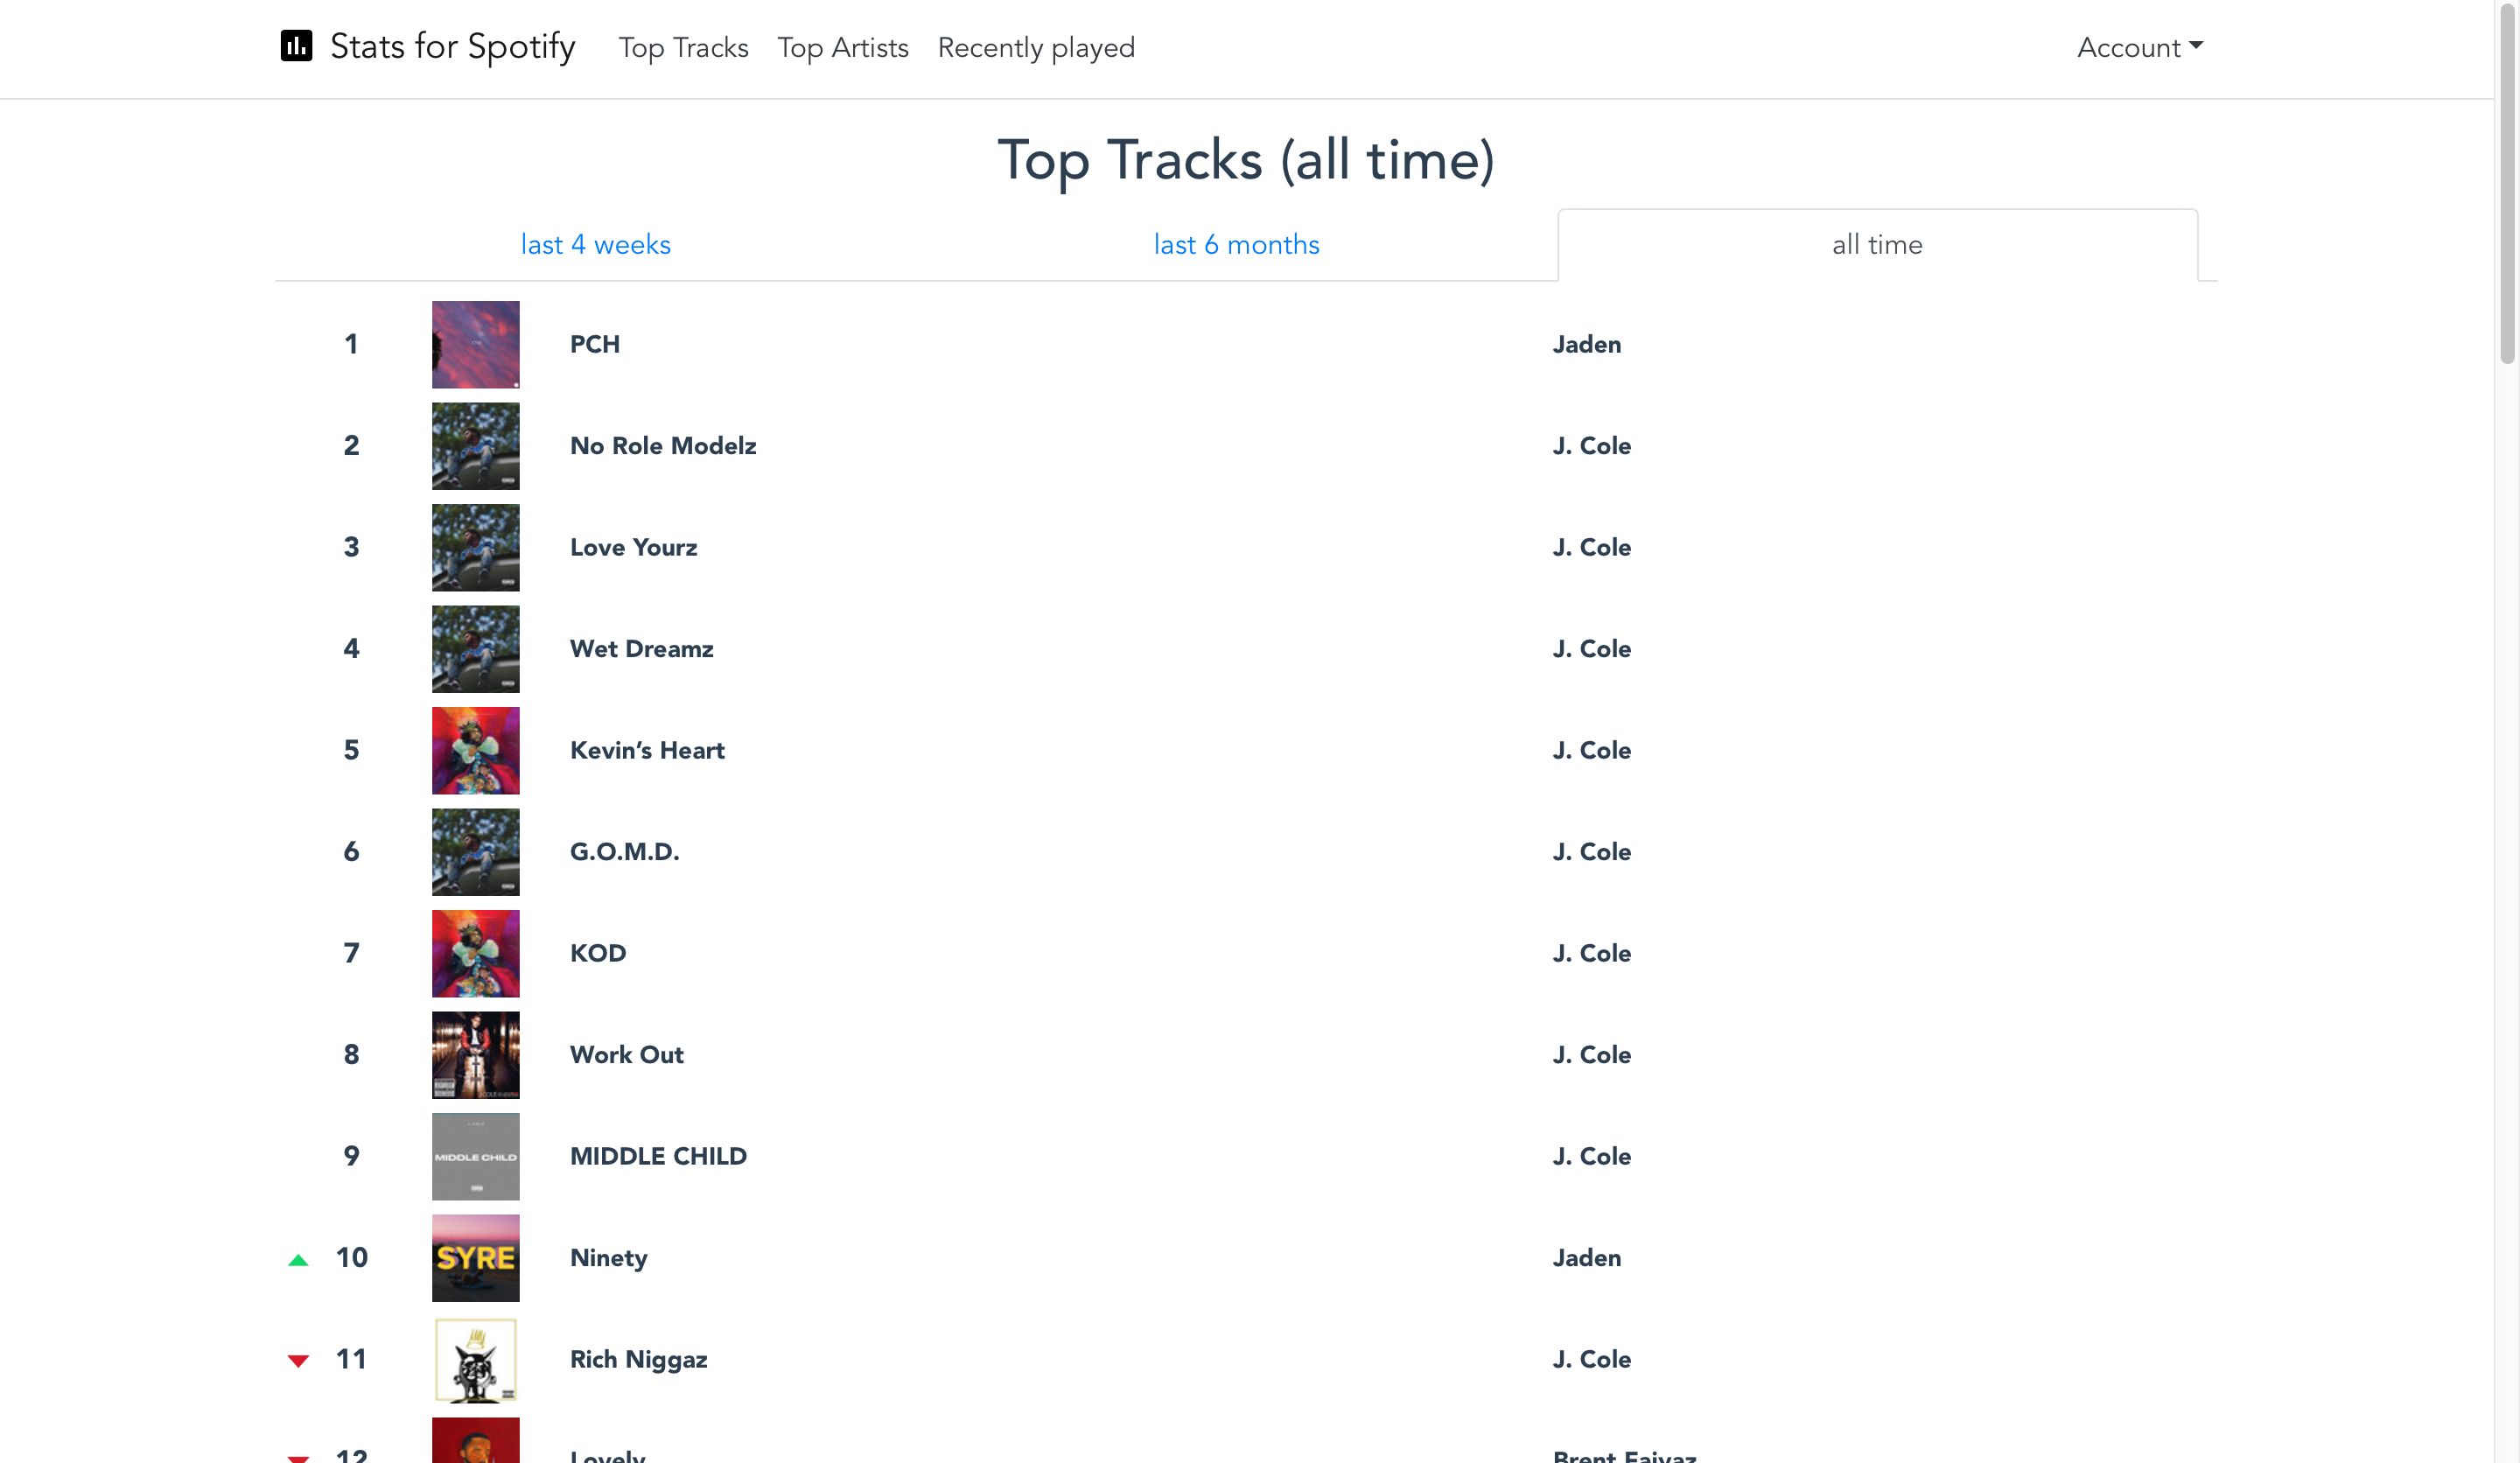 Stats for Spotify Top Tracks Top Artists Recently played Account
Top Tracks (all time)
last 4 weeks last 6 months all time
1 PCH Jaden
2 No Role Modelz J. Cole
3 Love Yourz J. Cole
4 Wet Dreamz J. Cole
5 Kevin’s Heart J. Cole
6 G.O.M.D. J. Cole
7 KOD J. Cole
8 Work Out J. Cole
9 MIDDLE CHILD MIDDLE CHILD J. Cole
10 SYRE Ninety Jaden
11 Rich Niggaz J. Cole
12 Lovely Brent Faiyaz